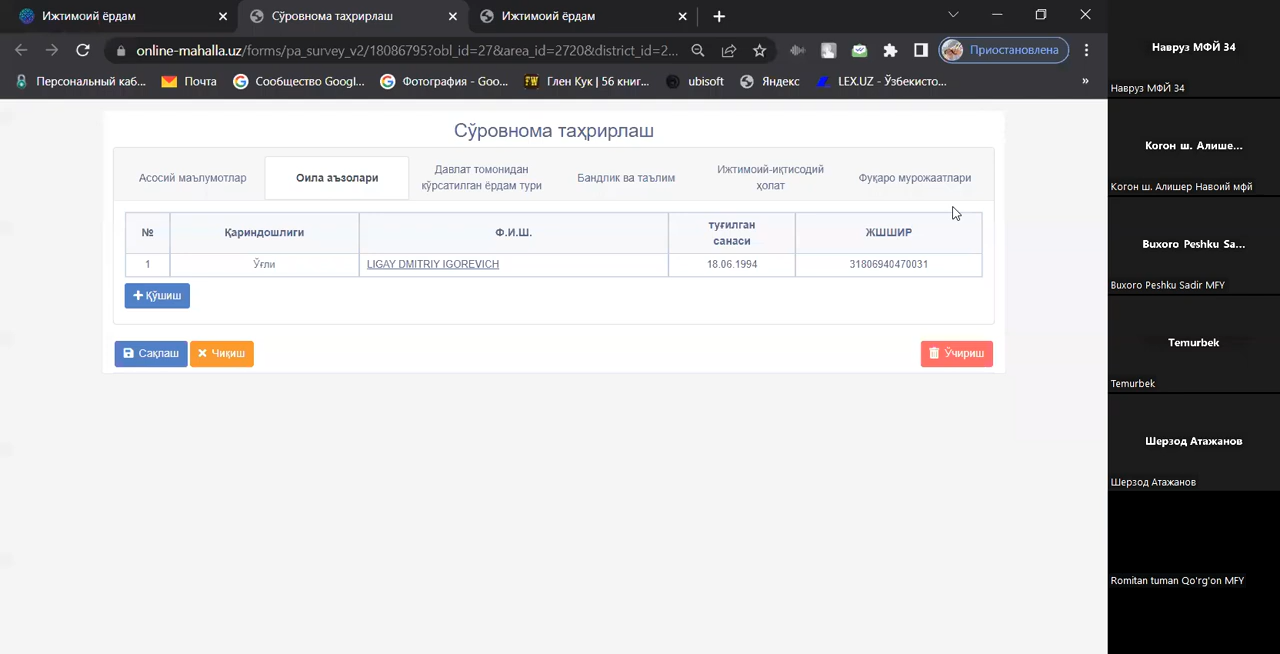 Ижтимоий ёрдам
Сўровнома таҳрирлаш
Ижтимоий ёрдам
online-mahalla.uz/forms/pa_survey_v2/18086795?obl_id=27&area_id=2720&district_id=2...
Приостановлена
Персональный каб...
Почта
Сообщество Googl...
Фотография - Goo...
FW
Глен Кук | 56 книг...
ubisoft
Яндекс
LEX.UZ - Ўзбекисто...
»
Сўровнома таҳрирлаш
Асосий маълумотлар
Оила аъзолари
Давлат томонидан
кўрсатилган ёрдам тури
Бандлик ва таълим
Ижтимоий-иқтисодий
ҳолат
Фуқаро мурожаатлари
№ Қариндошлиги Ф.И.Ш. туғилган санаси ЖШШИР
1 Ўғли LIGAY DMITRIY IGOREVICH 18.06.1994 31806940470031
+ Қўшиш
Сақлаш
Чиқиш
Ўчириш
Навруз МФЙ 34
Навруз МФЙ 34
Когон ш. Алише...
Когон ш. Алишер Навоий мфй
Buxoro Peshku Sa...
Buxoro Peshku Sadir MFY
Temurbek
Temurbek
Шерзод Атажанов
Шерзод Атажанов
Romitan tuman Qo'rg'on MFY